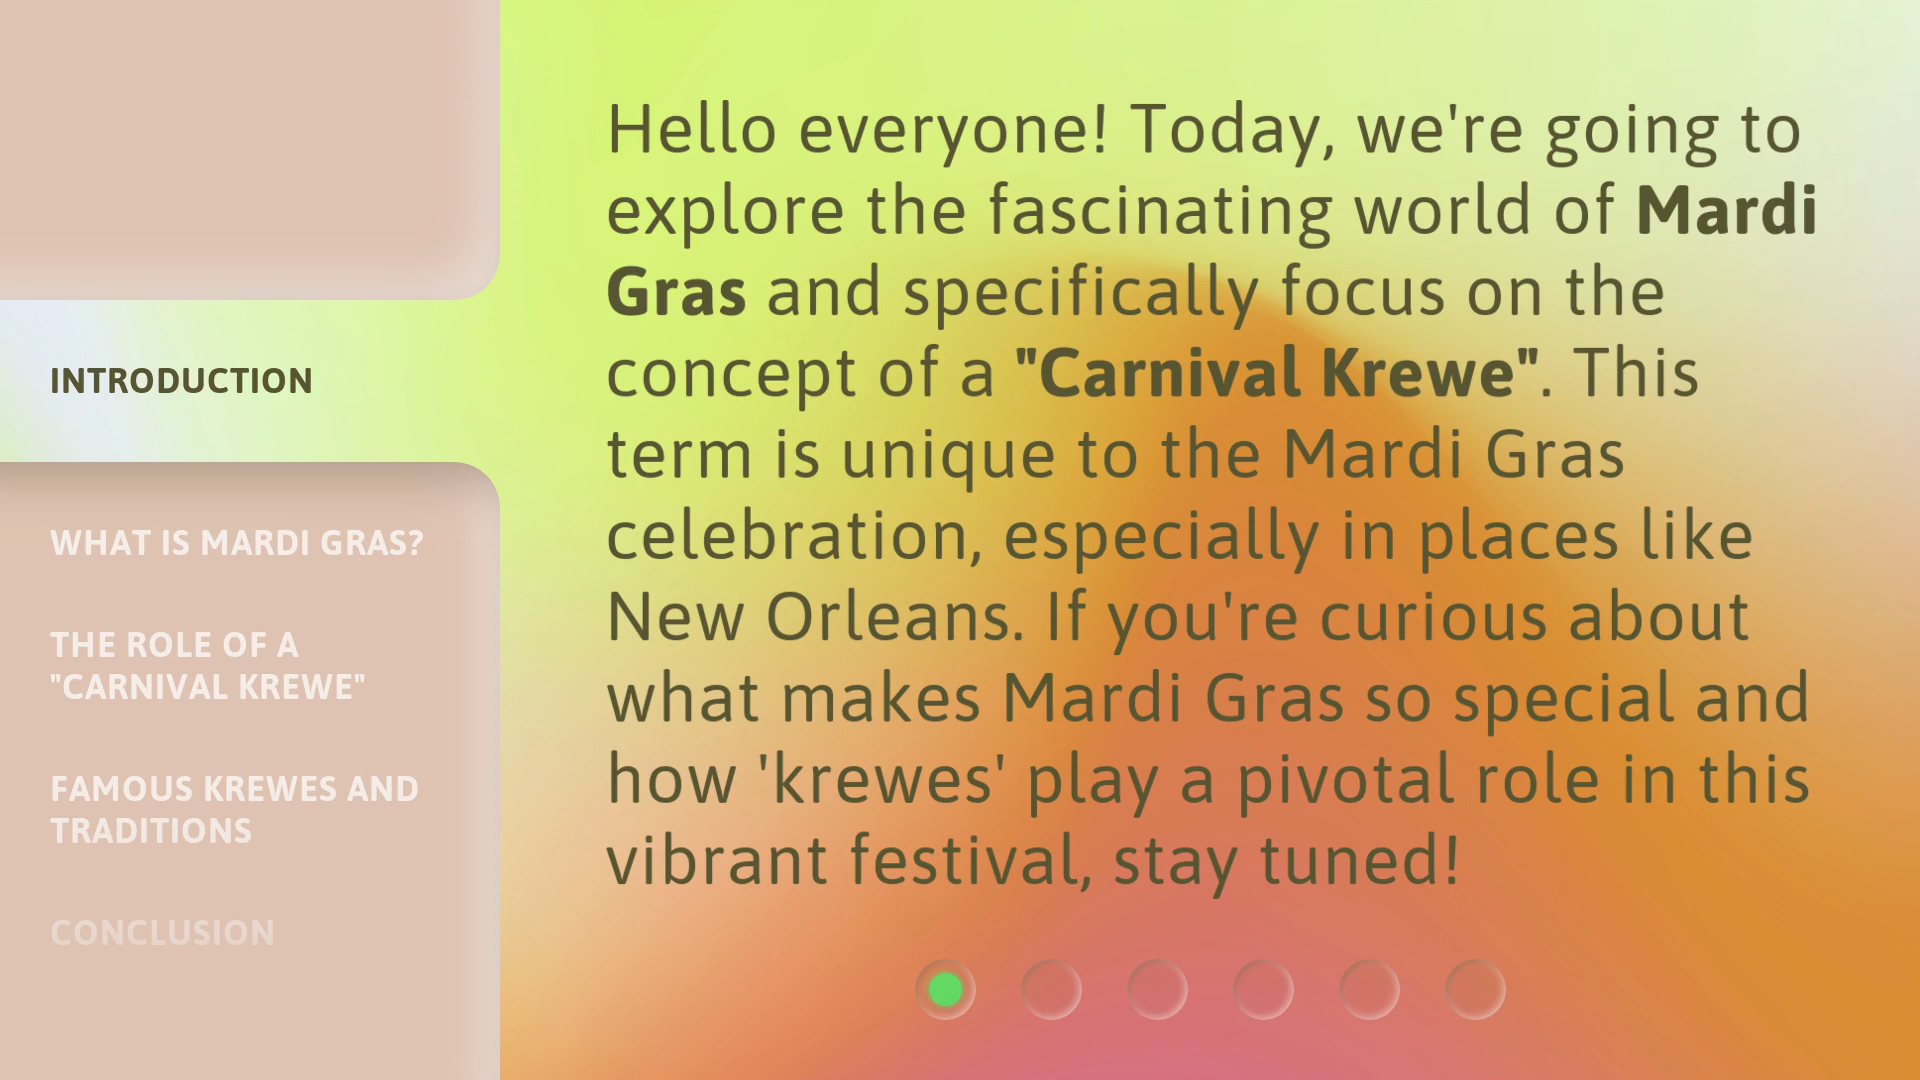 INTRODUCTION
WHAT IS MARDI GRAS?
THE ROLE OF A
"CARNIVAL KREWE"
FAMOUS KREWES AND
TRADITIONS
CONCLUSION
Hello everyone! Today, we're going to
explore the fascinating world of Mardi
Gras and specifically focus on the
concept of a "Carnival Krewe". This
term is unique to the Mardi Gras
celebration, especially in places like
New Orleans. If you're curious about
what makes Mardi Gras so special and
how 'krewes' play a pivotal role in this
vibrant festival, stay tuned!